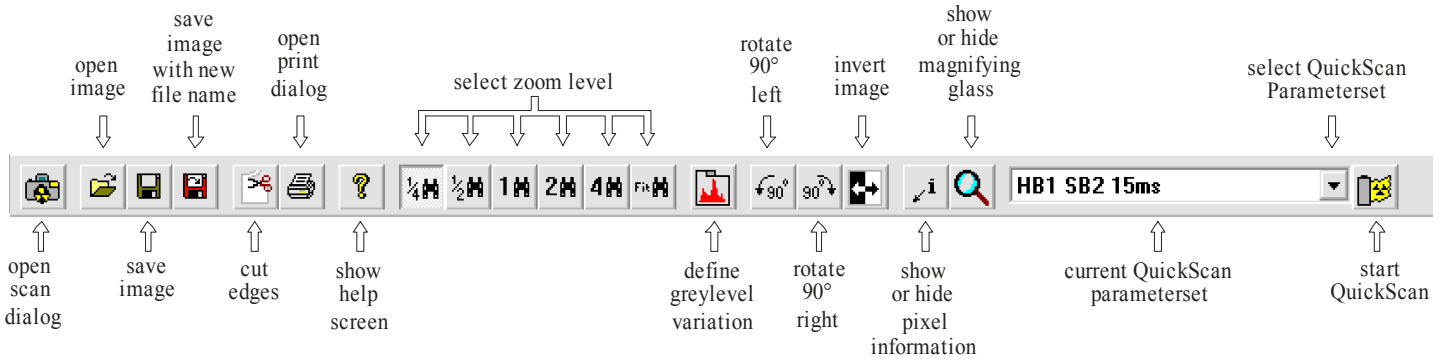 open
image
save
image
with new
file name
open
print
dialog
select zoom level
rotate
90°
left
invert
image
show
or hide
magnifying
glass
select QuickScan
Parameterset
? ¼ ½ 1 2 4 Fit 90° 90° i HB1 SB2 15ms
open
scan
dialog
save
image
cut
edges
show
help
screen
define
greylevel
variation
rotate
90°
right
show
or hide
pixel
information
current QuickScan
parameterset
start
QuickScan